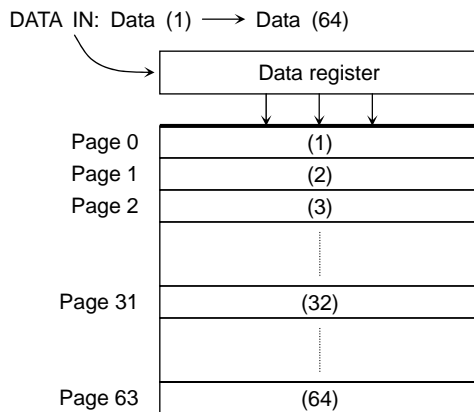 DATA IN: Data (1) ⟶ Data (64)
Data register
Page 0 (1)
Page 1 (2)
Page 2 (3)
Page 31 (32)
Page 63 (64)